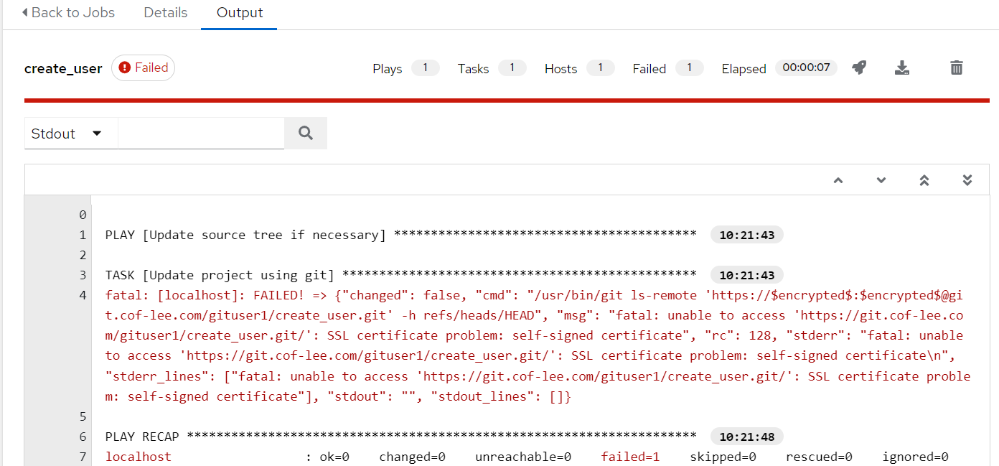 Back to Jobs Details Output
create_user Failed Plays 1 Tasks 1 Hosts 1 Failed 1 Elapsed 00:00:07
Stdout
0
1 PLAY [Update source tree if necessary] ***************************************** 10:21:43
2
3 TASK [Update project using git] ************************************************ 10:21:43
4 fatal: [localhost]: FAILED! => {"changed": false, "cmd": "/usr/bin/git ls-remote 'https://$encrypted$:$encrypted$@gi
t.cof-lee.com/gituser1/create_user.git' -h refs/heads/HEAD", "msg": "fatal: unable to access 'https://git.cof-lee.co
m/gituser1/create_user.git/': SSL certificate problem: self-signed certificate", "rc": 128, "stderr": "fatal: unable
to access 'https://git.cof-lee.com/gituser1/create_user.git/': SSL certificate problem: self-signed certificate\n",
"stderr_lines": ["fatal: unable to access 'https://git.cof-lee.com/gituser1/create_user.git/': SSL certificate proble
m: self-signed certificate"], "stdout": "", "stdout_lines": []}
5
6 PLAY RECAP ********************************************************************* 10:21:48
7 localhost : ok=0 changed=0 unreachable=0 failed=1 skipped=0 rescued=0 ignored=0